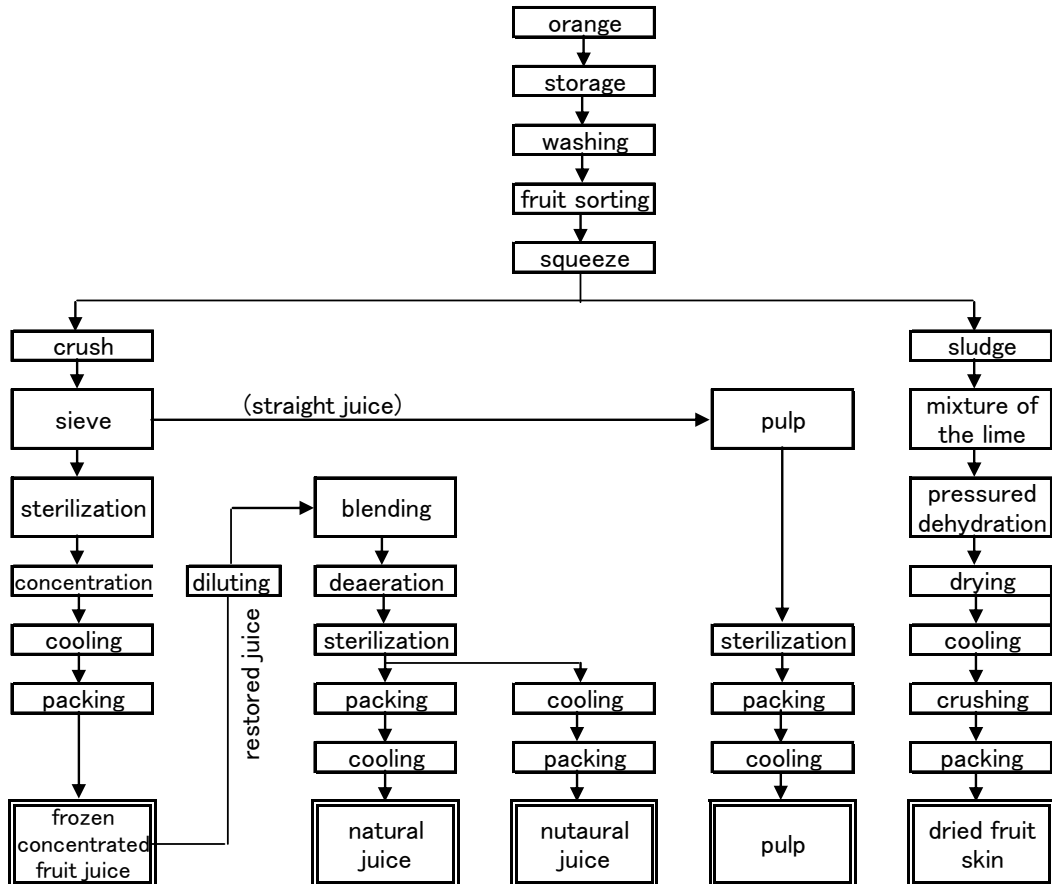 orange
storage
washing
fruit sorting
squeeze
crush
sludge
sieve
(straight juice)
pulp
mixture of
the lime
sterilization
blending
pressured
dehydration
concentration
diluting
deaeration
drying
cooling
restored juice
sterilization
sterilization
cooling
packing
packing
cooling
packing
crushing
cooling
packing
cooling
packing
frozen
concentrated
fruit juice
natural
juice
nutaural
juice
pulp
dried fruit
skin